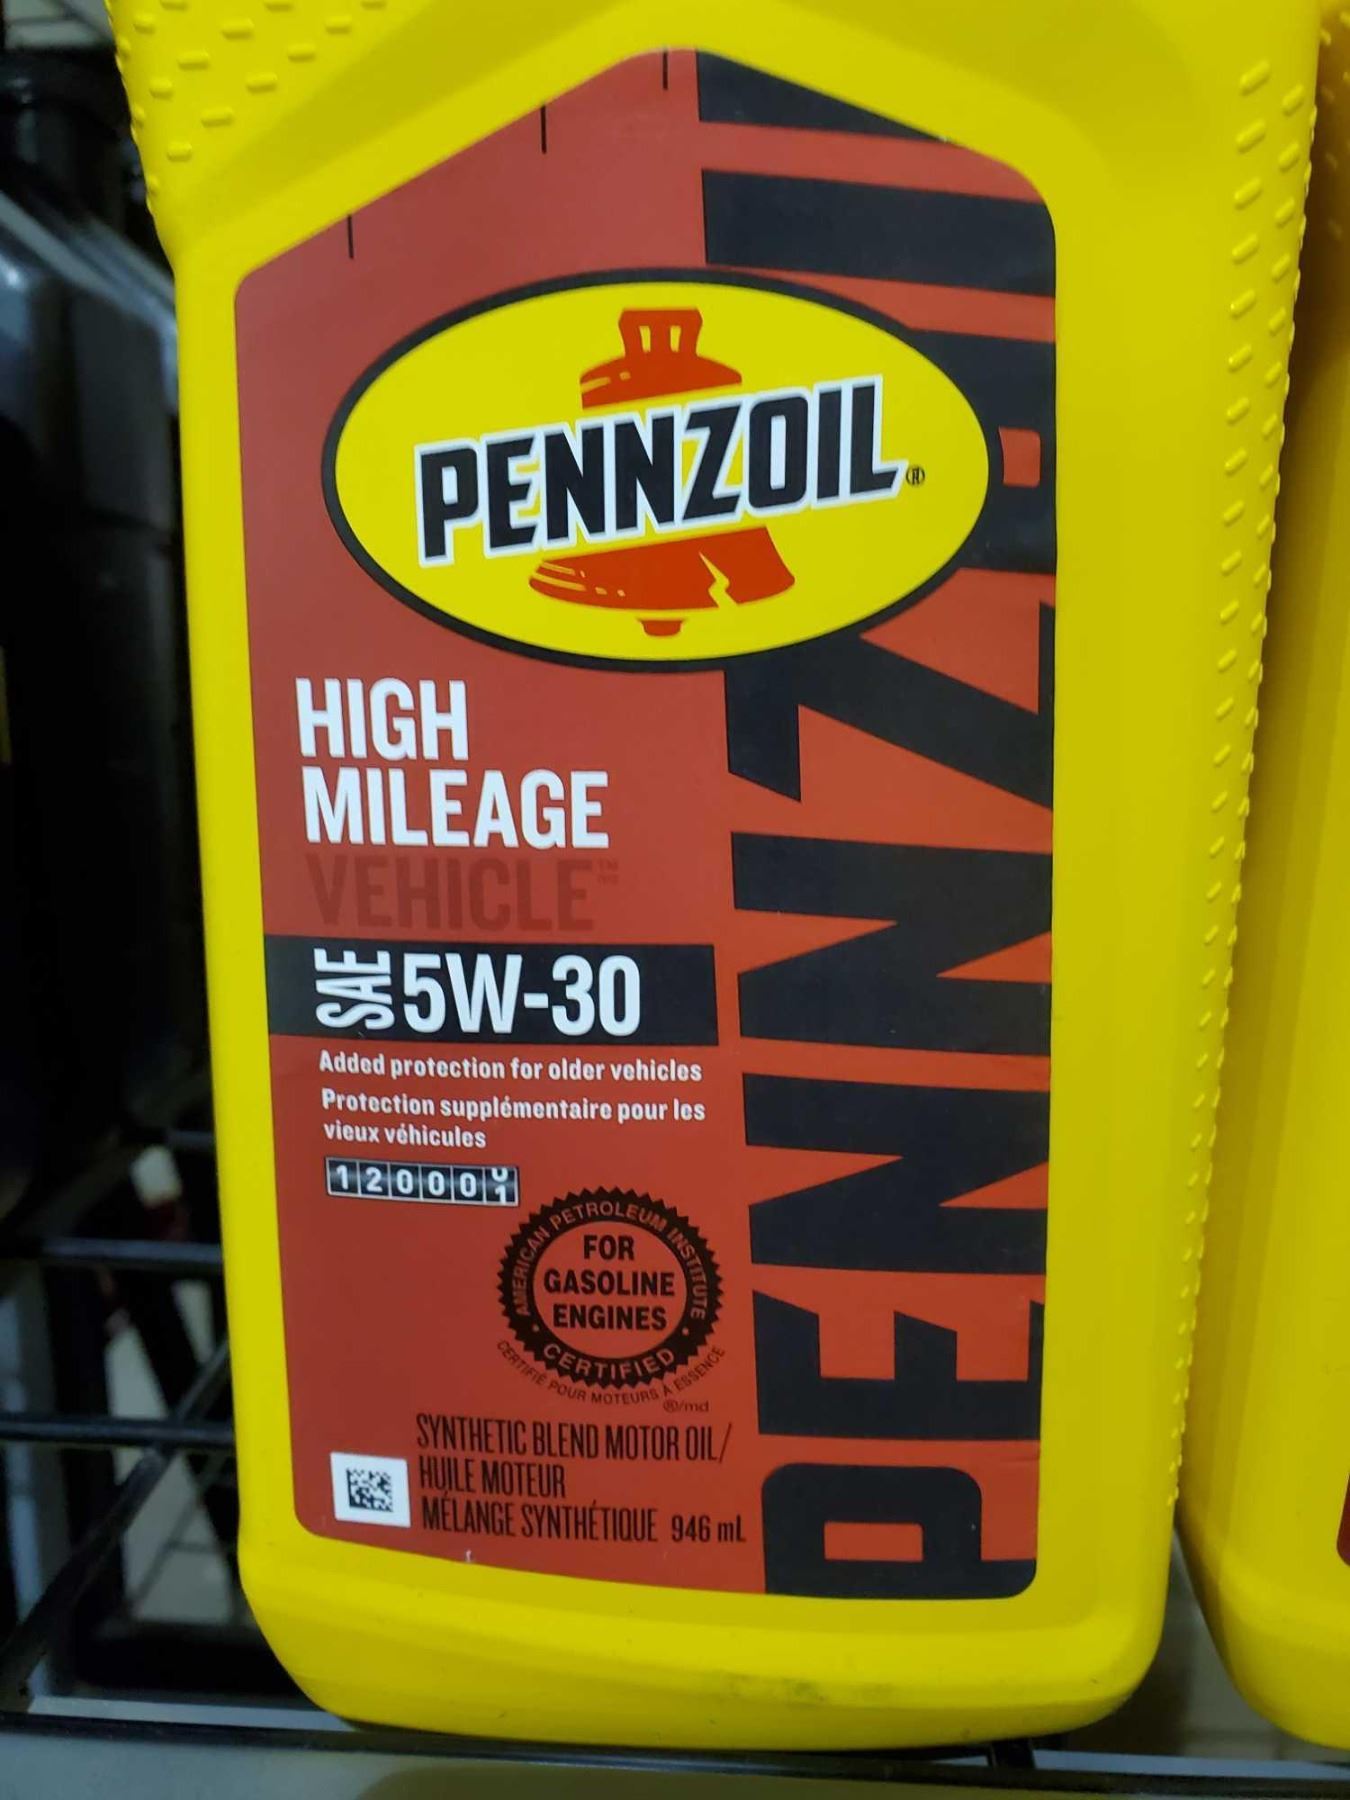 PENNZOIL®
HIGH
MILEAGE
VEHICLE™
SAE 5W-30
Added protection for older vehicles
Protection supplémentaire pour les
vieux véhicules
AMERICAN PETROLEUM INSTITUTE
FOR
GASOLINE
ENGINES
CERTIFIED
CERTIFIÉ POUR MOTEURS À ESSENCE
®/md
SYNTHETIC BLEND MOTOR OIL/
HUILE MOTEUR
MÉLANGE SYNTHÉTIQUE 946 mL
PENNZOIL